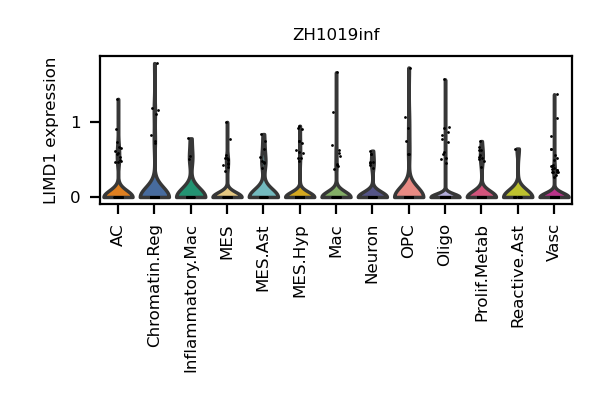 ZH1019inf
LIMD1 expression
1
0
AC
Chromatin.Reg
Inflammatory.Mac
MES
MES.Ast
MES.Hyp
Mac
Neuron
OPC
Oligo
Prolif.Metab
Reactive.Ast
Vasc